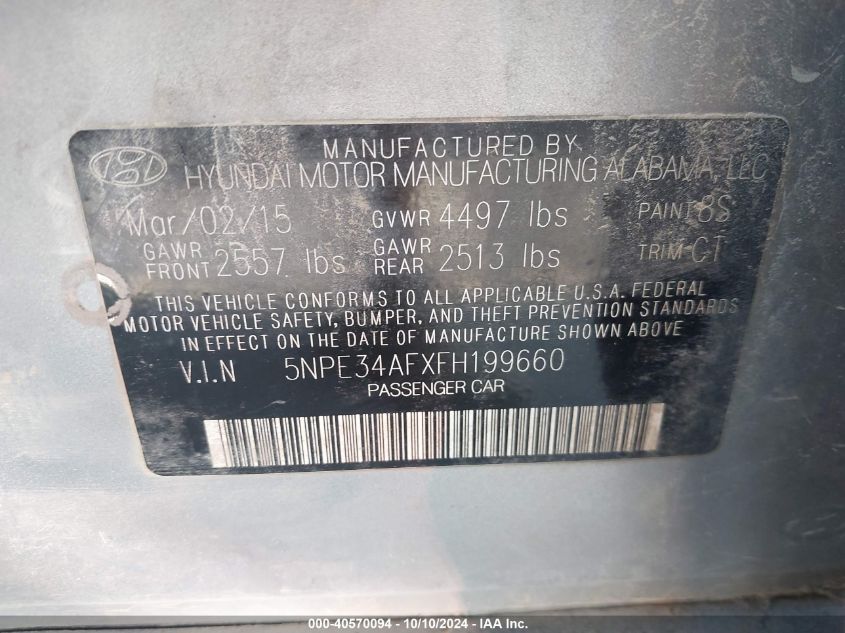 MANUFACTURED BY
HYUNDAI MOTOR MANUFACTURING ALABAMA, LLC
Mar/02/15 GVWR 4497 lbs PAINT 8S
GAWR FRONT 2557 lbs GAWR REAR 2513 lbs TRIM CT
THIS VEHICLE CONFORMS TO ALL APPLICABLE U.S.A. FEDERAL
MOTOR VEHICLE SAFETY, BUMPER, AND THEFT PREVENTION STANDARDS
IN EFFECT ON THE DATE OF MANUFACTURE SHOWN ABOVE
V.I.N 5NPE34AFXFH199660
PASSENGER CAR
000-40570094 - 10/10/2024 - IAA Inc.